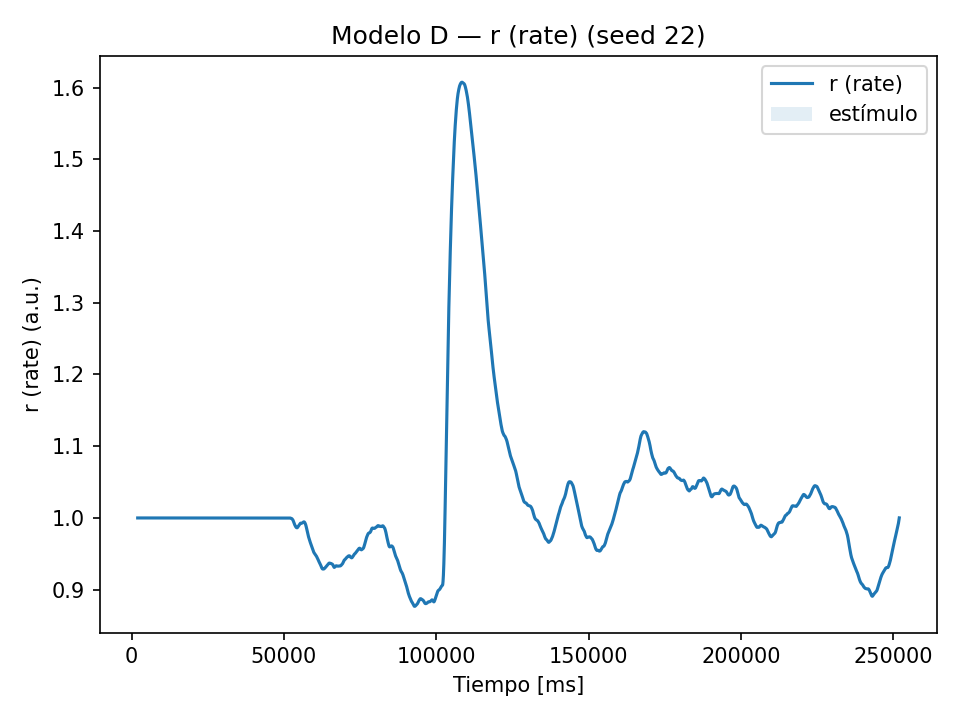 Modelo D — r (rate) (seed 22)
r (rate)
estímulo
r (rate) (a.u.)
1.6
1.5
1.4
1.3
1.2
1.1
1.0
0.9
0
50000
100000
150000
200000
250000
Tiempo [ms]